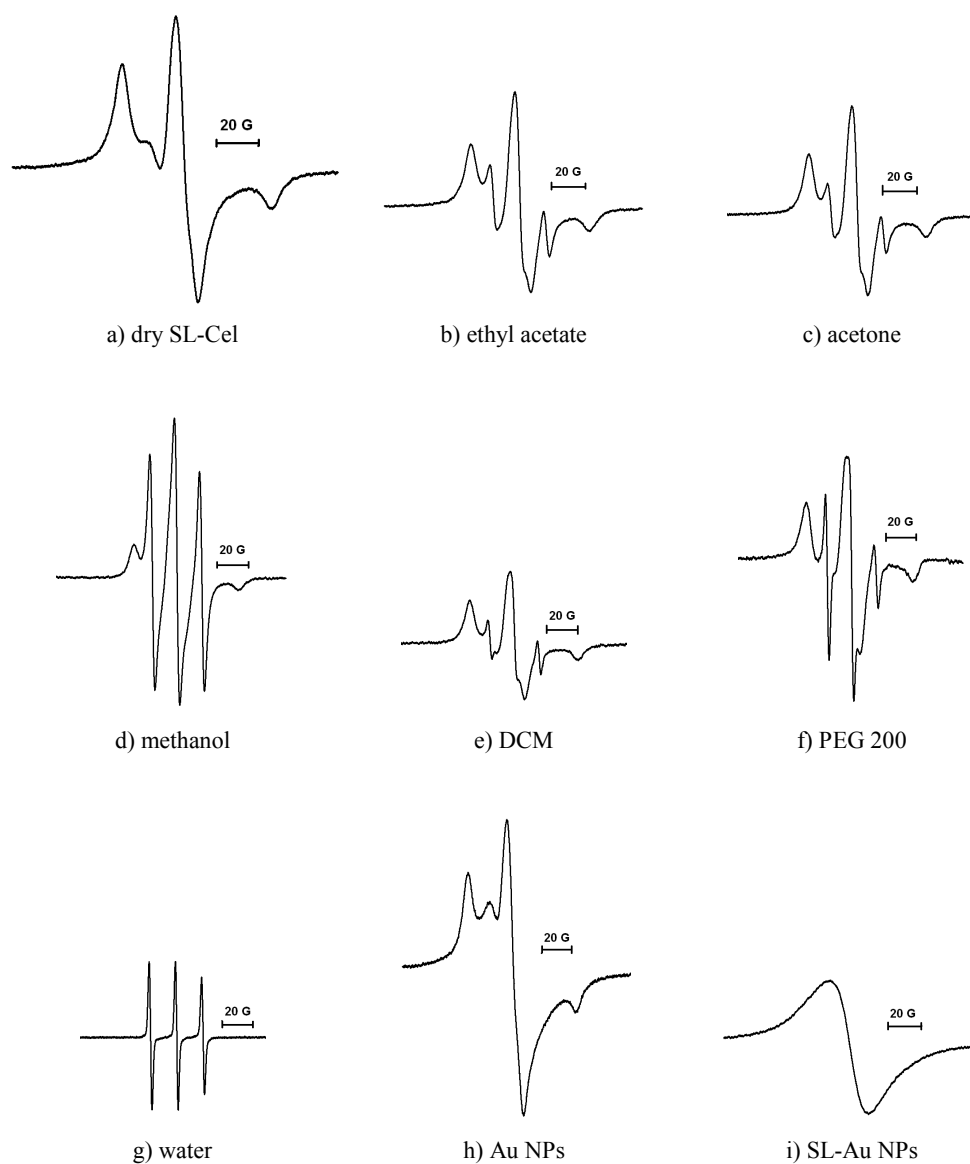 20 G
a) dry SL-Cel
20 G
b) ethyl acetate
20 G
c) acetone
20 G
d) methanol
20 G
e) DCM
20 G
f) PEG 200
20 G
g) water
20 G
h) Au NPs
20 G
i) SL-Au NPs